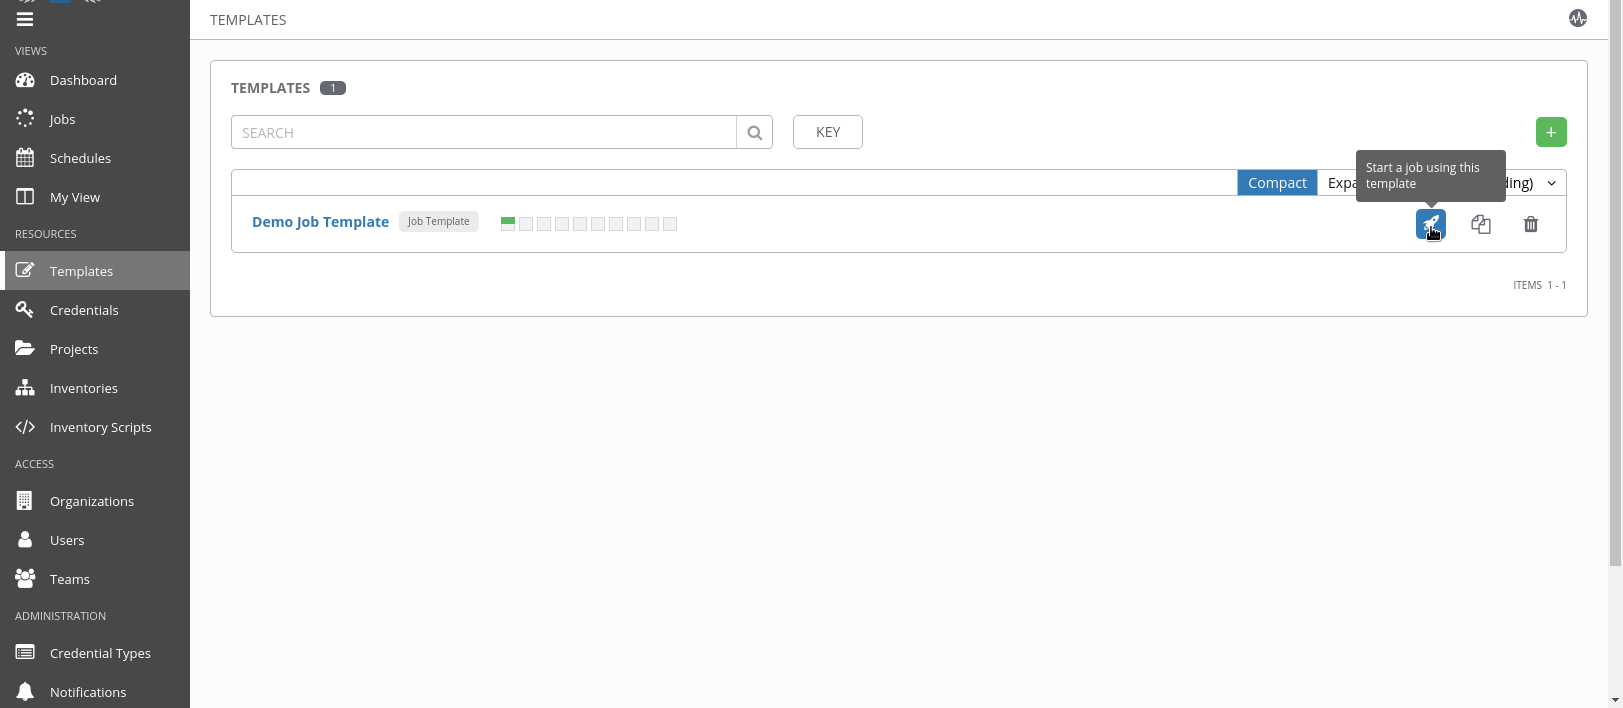 TEMPLATES
VIEWS
Dashboard
Jobs
Schedules
My View
RESOURCES
Templates
Credentials
Projects
Inventories
Inventory Scripts
ACCESS
Organizations
Users
Teams
ADMINISTRATION
Credential Types
Notifications
TEMPLATES 1
SEARCH
KEY
+
Start a job using this
template
Compact Expa ding)
Demo Job Template Job Template
ITEMS 1 - 1